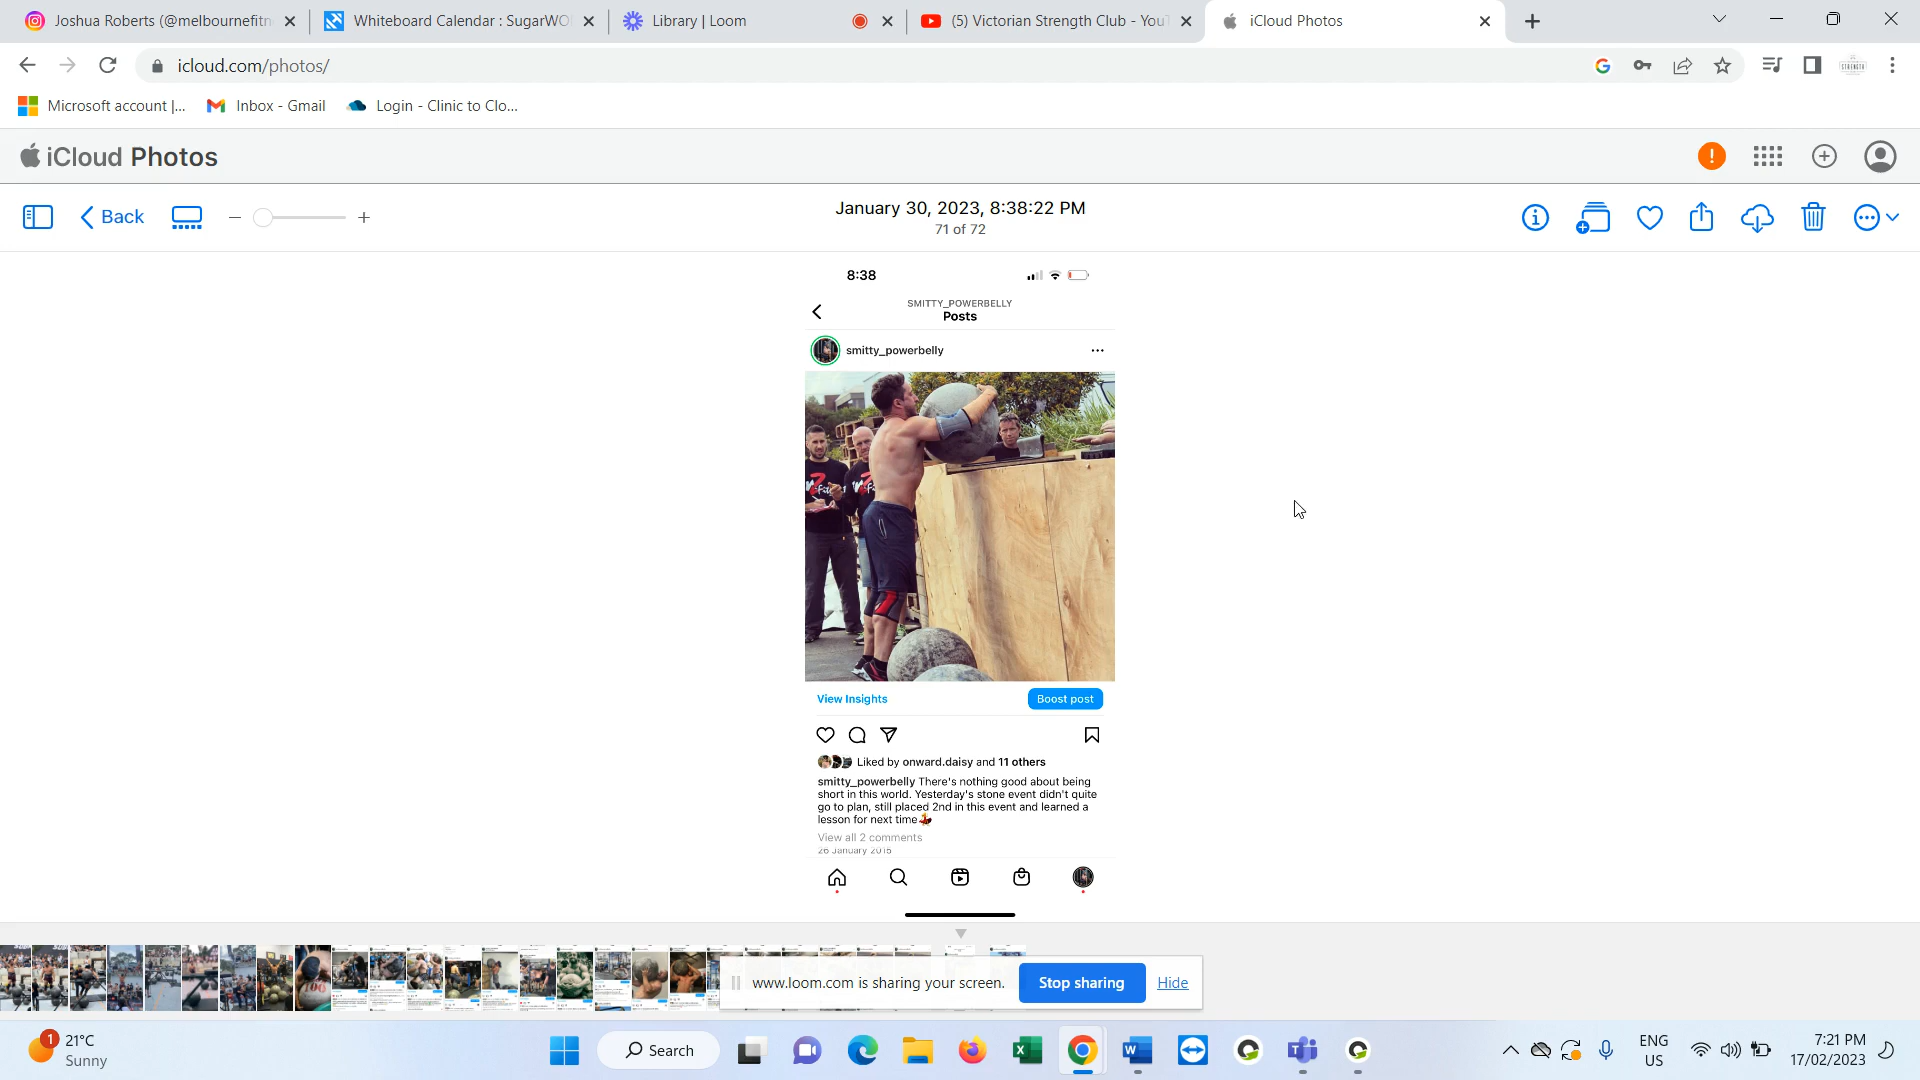 Joshua Roberts (@melbournefitn
Whiteboard Calendar : SugarWO
Library | Loom
(5) Victorian Strength Club - YouT
iCloud Photos
icloud.com/photos/
Microsoft account |...
Inbox - Gmail
Login - Clinic to Clo...
iCloud Photos
Back
January 30, 2023, 8:38:22 PM
71 of 72
8:38
SMITTY_POWERBELLY
Posts
smitty_powerbelly
View Insights
Boost post
Liked by onward.daisy and 11 others
smitty_powerbelly There's nothing good about being
short in this world. Yesterday's stone event didn't quite
go to plan, still placed 2nd in this event and learned a
lesson for next time
View all 2 comments
26 January 2015
www.loom.com is sharing your screen.
Stop sharing
Hide
1
21°C
Sunny
Search
ENG
US
7:21 PM
17/02/2023